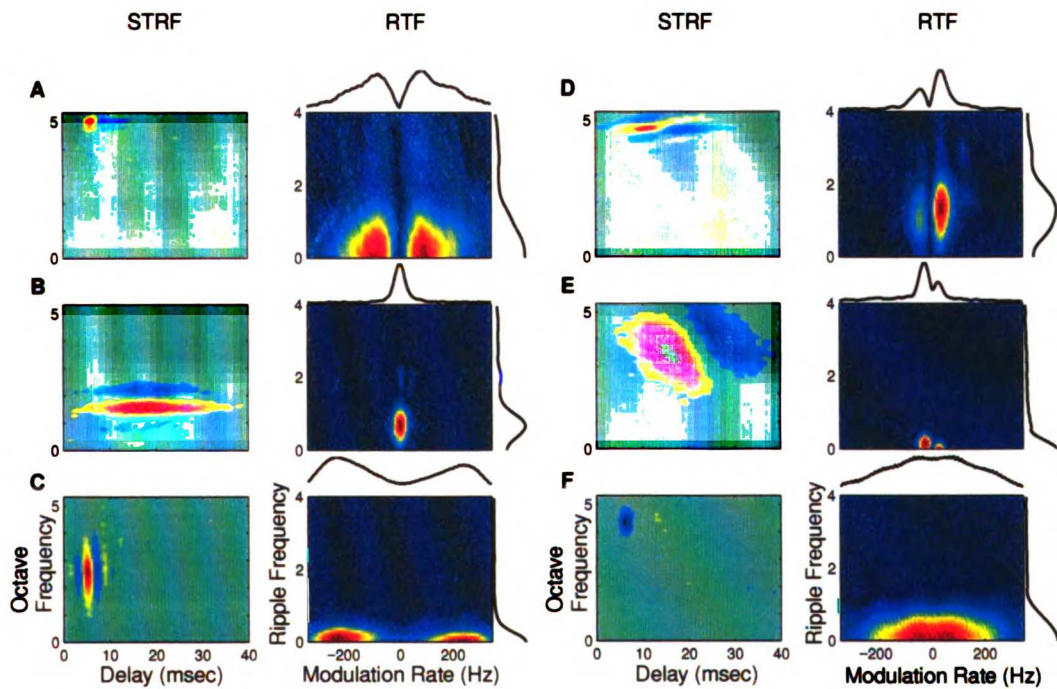 STRF RTF STRF RTF
A
5
0
4
2
0
D
5
0
4
2
0
B
5
0
4
2
0
E
5
0
4
2
0
C
Octave
Frequency
5
0
0 10 20 30 40
Delay (msec)
Ripple Frequency
4
2
0
−200 0 200
Modulation Rate (Hz)
F
Octave
Frequency
5
0
0 10 20 30 40
Delay (msec)
Ripple Frequency
4
2
0
−200 0 200
Modulation Rate (Hz)